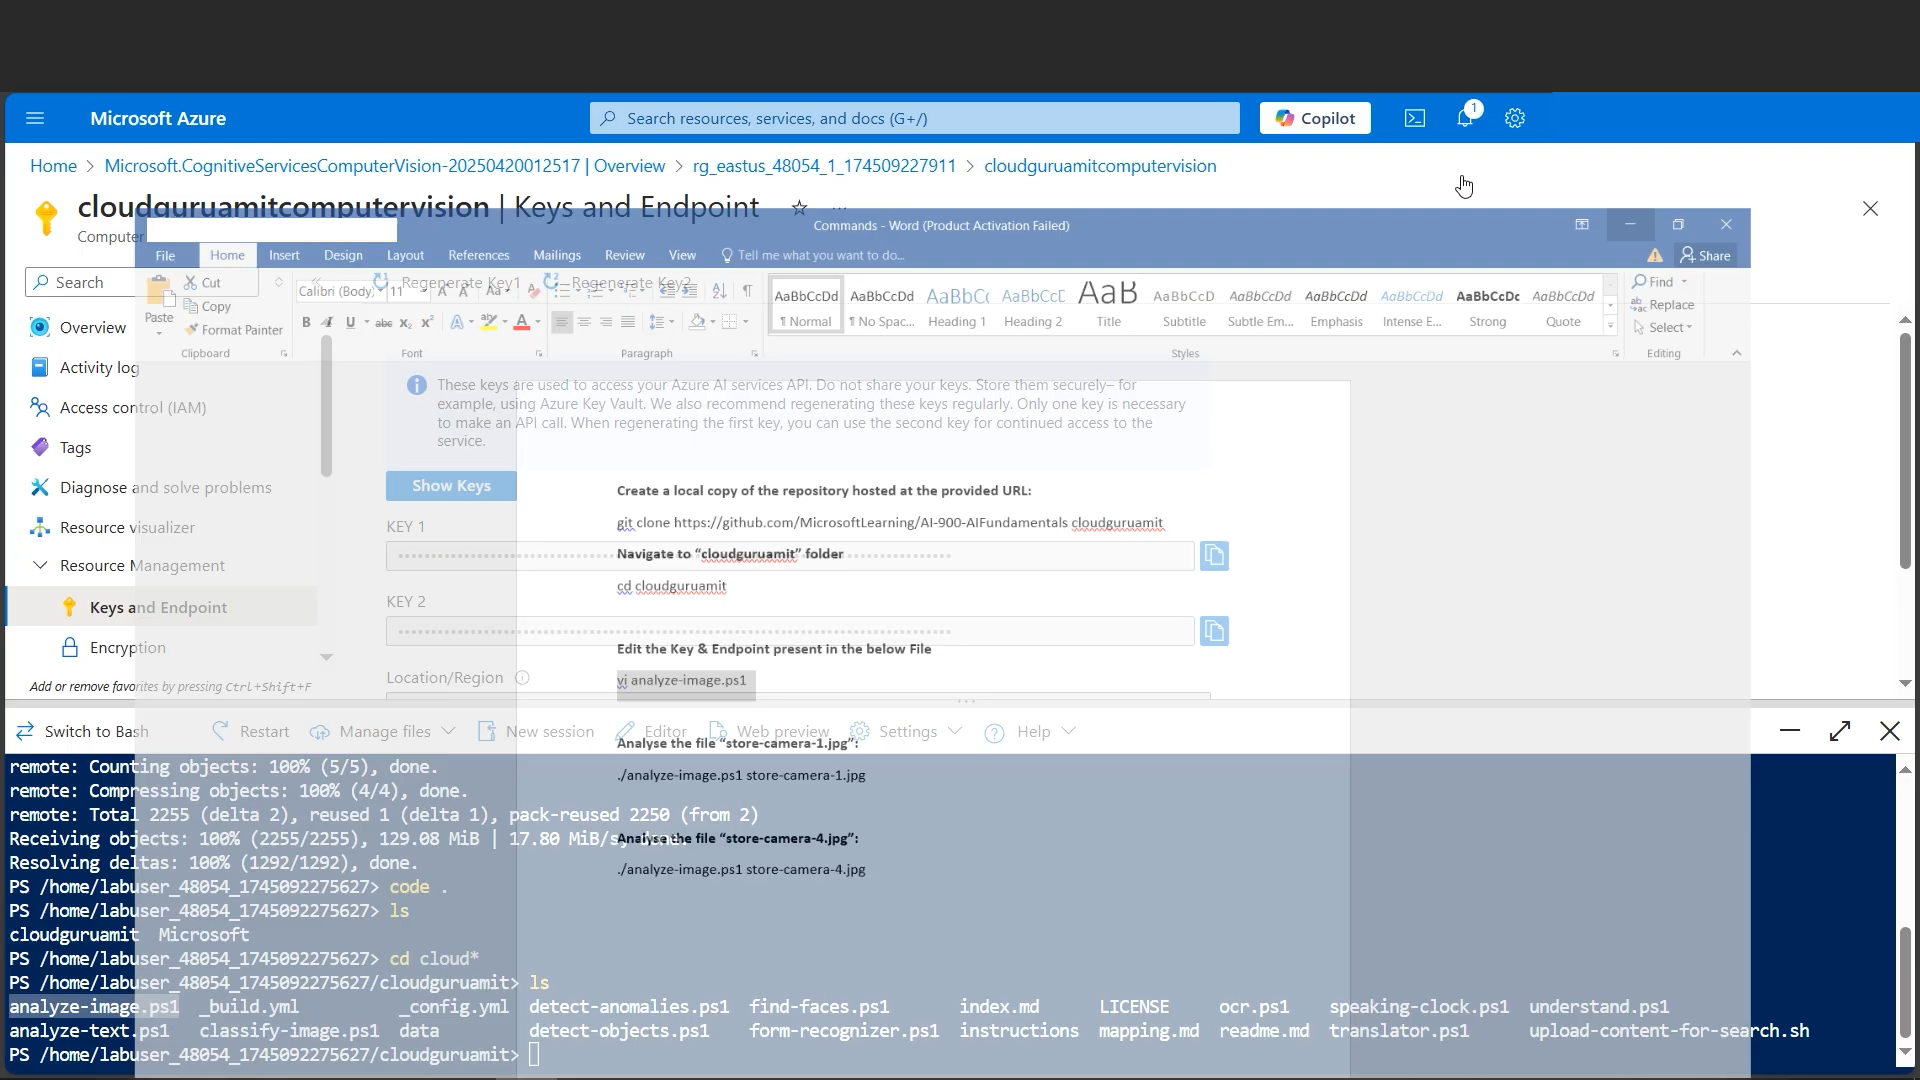 Microsoft Azure
Search resources, services, and docs (G+/)
Copilot
1
Home > Microsoft.CognitiveServicesComputerVision-20250420012517 | Overview > rg_eastus_48054_1_174509227911 > cloudguruamitcomputervision
cloudguruamitcomputervision | Keys and Endpoint
Computer
Commands - Word (Product Activation Failed)
File Home Insert Design Layout References Mailings Review View Tell me what you want to do... Share
Search
Regenerate Key1 Regenerate Key2
Cut
Copy
Format Painter
Paste
Clipboard
Calibri (Body) 11
Font
Paragraph
AaBbCcDd AaBbCcDd AaBbC( AaBbCcE AaB AaBbCcD AaBbCcDd AaBbCcDd AaBbCcDd AaBbCcDc AaBbCcDd
¶ Normal ¶ No Spac... Heading 1 Heading 2 Title Subtitle Subtle Em... Emphasis Intense E... Strong Quote
Styles
Find
Replace
Select
Editing
Overview
Activity log
Access control (IAM)
Tags
Diagnose and solve problems
Resource visualizer
Resource Management
Keys and Endpoint
Encryption
Add or remove favorites by pressing Ctrl+Shift+F
These keys are used to access your Azure AI services API. Do not share your keys. Store them securely– for
example, using Azure Key Vault. We also recommend regenerating these keys regularly. Only one key is necessary
to make an API call. When regenerating the first key, you can use the second key for continued access to the
service.
Show Keys
KEY 1
KEY 2
Location/Region
Create a local copy of the repository hosted at the provided URL:
git clone https://github.com/MicrosoftLearning/AI-900-AIFundamentals cloudguruamit
Navigate to “cloudguruamit” folder
cd cloudguruamit
Edit the Key & Endpoint present in the below File
vi analyze-image.ps1
Analyse the file “store-camera-1.jpg”:
./analyze-image.ps1 store-camera-1.jpg
Analyse the file “store-camera-4.jpg”:
./analyze-image.ps1 store-camera-4.jpg
Switch to Bash Restart Manage files New session Editor Web preview Settings Help
remote: Counting objects: 100% (5/5), done.
remote: Compressing objects: 100% (4/4), done.
remote: Total 2255 (delta 2), reused 1 (delta 1), pack-reused 2250 (from 2)
Receiving objects: 100% (2255/2255), 129.08 MiB | 17.80 MiB/s, done.
Resolving deltas: 100% (1292/1292), done.
PS /home/labuser_48054_1745092275627> code .
PS /home/labuser_48054_1745092275627> ls
cloudguruamit Microsoft
PS /home/labuser_48054_1745092275627> cd cloud*
PS /home/labuser_48054_1745092275627/cloudguruamit> ls
analyze-image.ps1 _build.yml _config.yml detect-anomalies.ps1 find-faces.ps1 index.md LICENSE ocr.ps1 speaking-clock.ps1 understand.ps1
analyze-text.ps1 classify-image.ps1 data detect-objects.ps1 form-recognizer.ps1 instructions mapping.md readme.md translator.ps1 upload-content-for-search.sh
PS /home/labuser_48054_1745092275627/cloudguruamit>